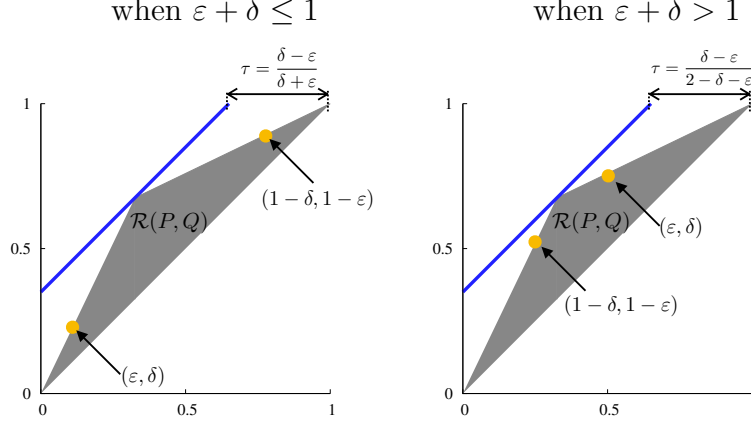 when ε + δ ≤ 1
τ = (δ − ε)/(δ + ε)
1
(1−δ, 1−ε)
R(P, Q)
0.5
(ε, δ)
0
0
0.5
1
when ε + δ > 1
τ = (δ − ε)/(2 − δ − ε)
1
R(P, Q)
(ε, δ)
0.5
(1−δ, 1−ε)
0
0
0.5